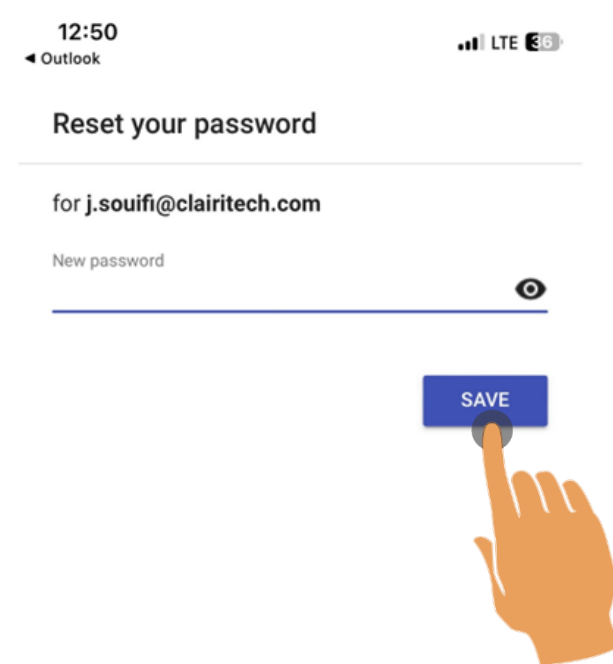 12:50
LTE 36
◀ Outlook
Reset your password
for j.souifi@clairitech.com
New password
SAVE